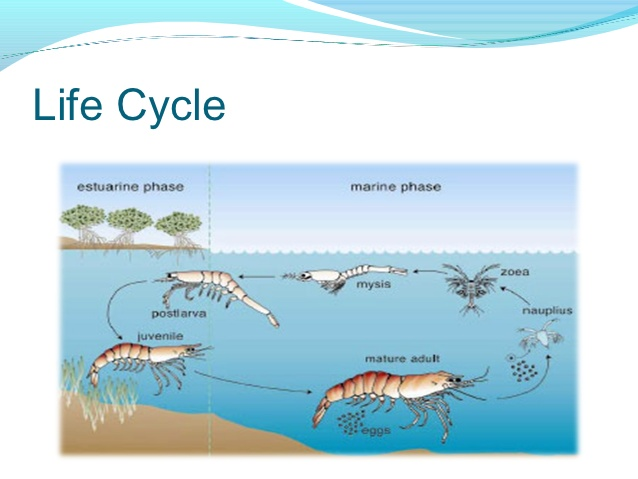 Life Cycle
estuarine phase
marine phase
zoea
mysis
nauplius
postlarva
juvenile
mature adult
eggs